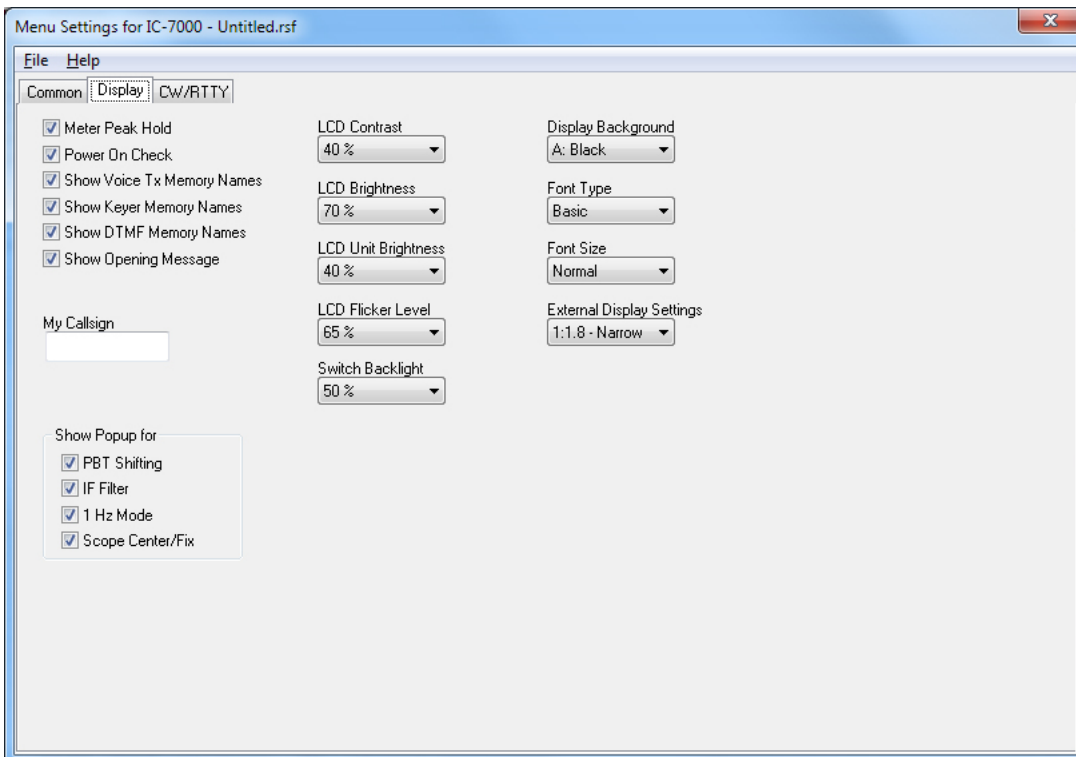 Menu Settings for IC-7000 - Untitled.rsf
File Help
Common Display CW/RTTY
Meter Peak Hold
Power On Check
Show Voice Tx Memory Names
Show Keyer Memory Names
Show DTMF Memory Names
Show Opening Message
My Callsign
Show Popup for
PBT Shifting
IF Filter
1 Hz Mode
Scope Center/Fix
LCD Contrast
40 %
LCD Brightness
70 %
LCD Unit Brightness
40 %
LCD Flicker Level
65 %
Switch Backlight
50 %
Display Background
A: Black
Font Type
Basic
Font Size
Normal
External Display Settings
1:1.8 - Narrow